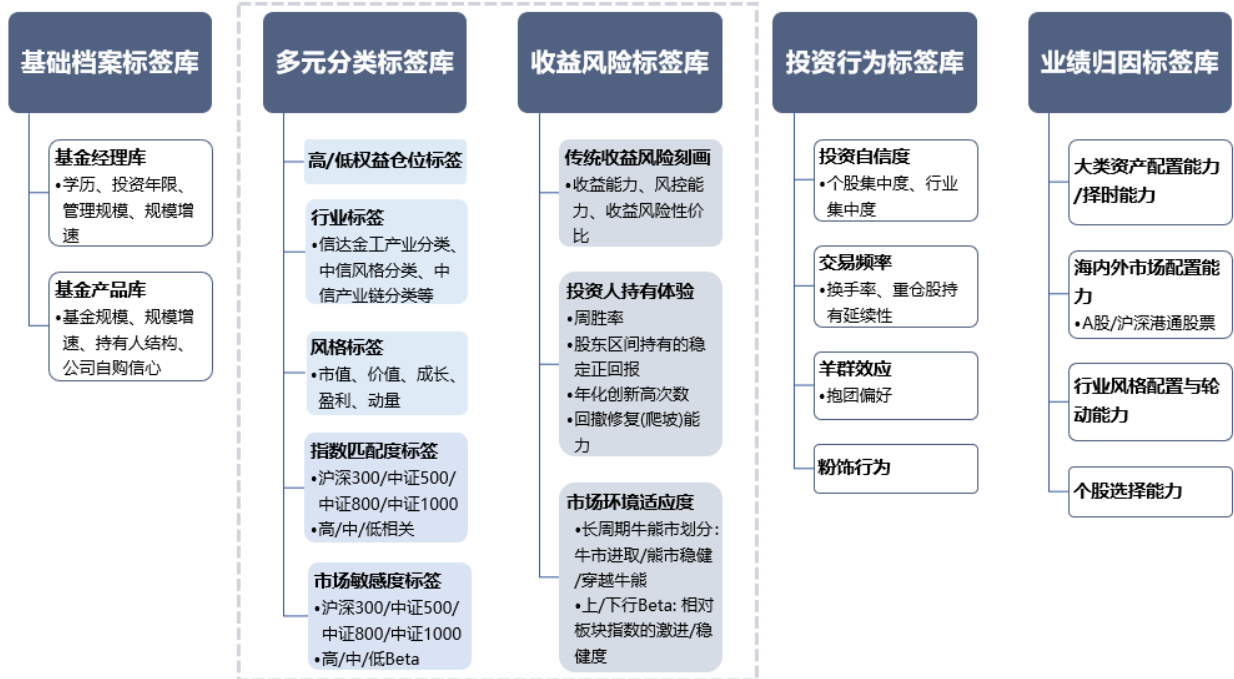 基础档案标签库
基金经理库
•学历、投资年限、
管理规模、规模增
速
基金产品库
•基金规模、规模增
速、持有人结构、
公司自购信心
多元分类标签库
高/低权益仓位标签
行业标签
•信达金工产业分类、
中信风格分类、中
信产业链分类等
风格标签
•市值、价值、成长、
盈利、动量
指数匹配度标签
•沪深300/中证500/
中证800/中证1000
•高/中/低相关
市场敏感度标签
•沪深300/中证500/
中证800/中证1000
•高/中/低Beta
收益风险标签库
传统收益风险刻画
•收益能力、风控能
力、收益风险性价
比
投资人持有体验
•周胜率
•股东区间持有的稳
定正回报
•年化创新高次数
•回撤修复(爬坡)能
力
市场环境适应度
•长周期牛熊市划分:
牛市进取/熊市稳健
/穿越牛熊
•上/下行Beta: 相对
板块指数的激进/稳
健度
投资行为标签库
投资自信度
•个股集中度、行业
集中度
交易频率
•换手率、重仓股持
有延续性
羊群效应
•抱团偏好
粉饰行为
业绩归因标签库
大类资产配置能力
/择时能力
海内外市场配置能
力
•A股/沪深港通股票
行业风格配置与轮
动能力
个股选择能力